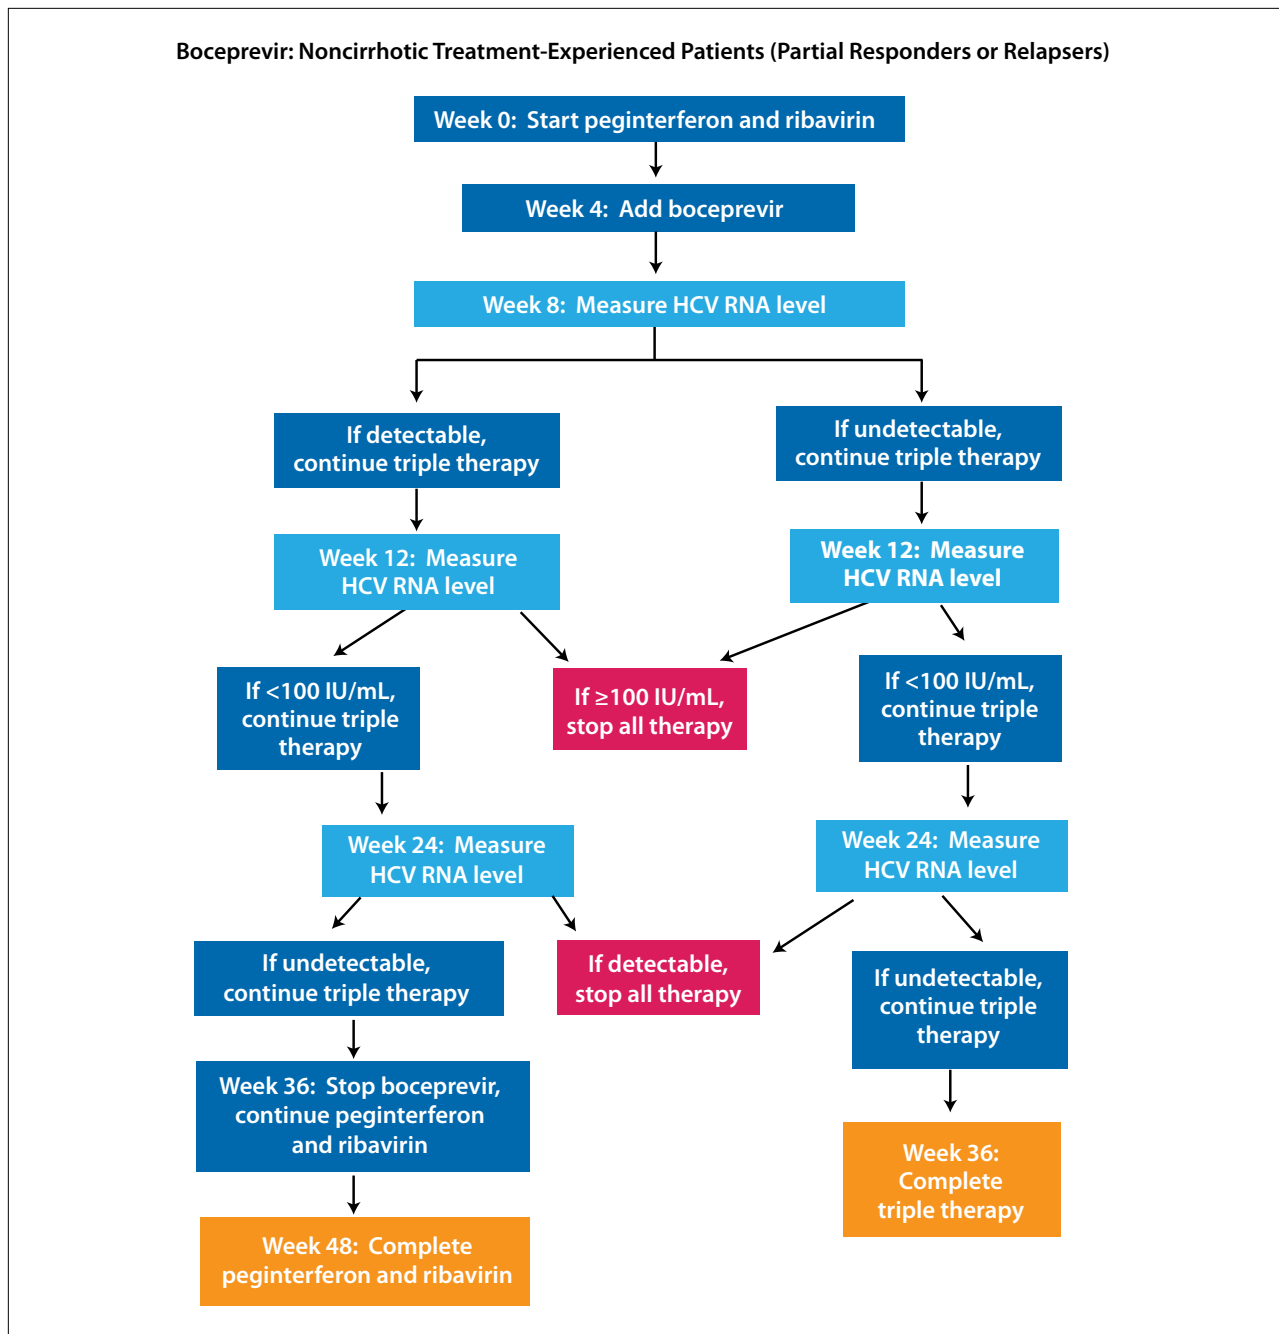 Boceprevir: Noncirrhotic Treatment-Experienced Patients (Partial Responders or Relapsers)
Week 0: Start peginterferon and ribavirin
Week 4: Add boceprevir
Week 8: Measure HCV RNA level
If detectable,
continue triple therapy
If undetectable,
continue triple therapy
Week 12: Measure
HCV RNA level
Week 12: Measure
HCV RNA level
If <100 IU/mL,
continue triple
therapy
If ≥100 IU/mL,
stop all therapy
If <100 IU/mL,
continue triple
therapy
Week 24: Measure
HCV RNA level
Week 24: Measure
HCV RNA level
If undetectable,
continue triple therapy
If detectable,
stop all therapy
If undetectable,
continue triple
therapy
Week 36: Stop boceprevir,
continue peginterferon
and ribavirin
Week 36:
Complete
triple therapy
Week 48: Complete
peginterferon and ribavirin